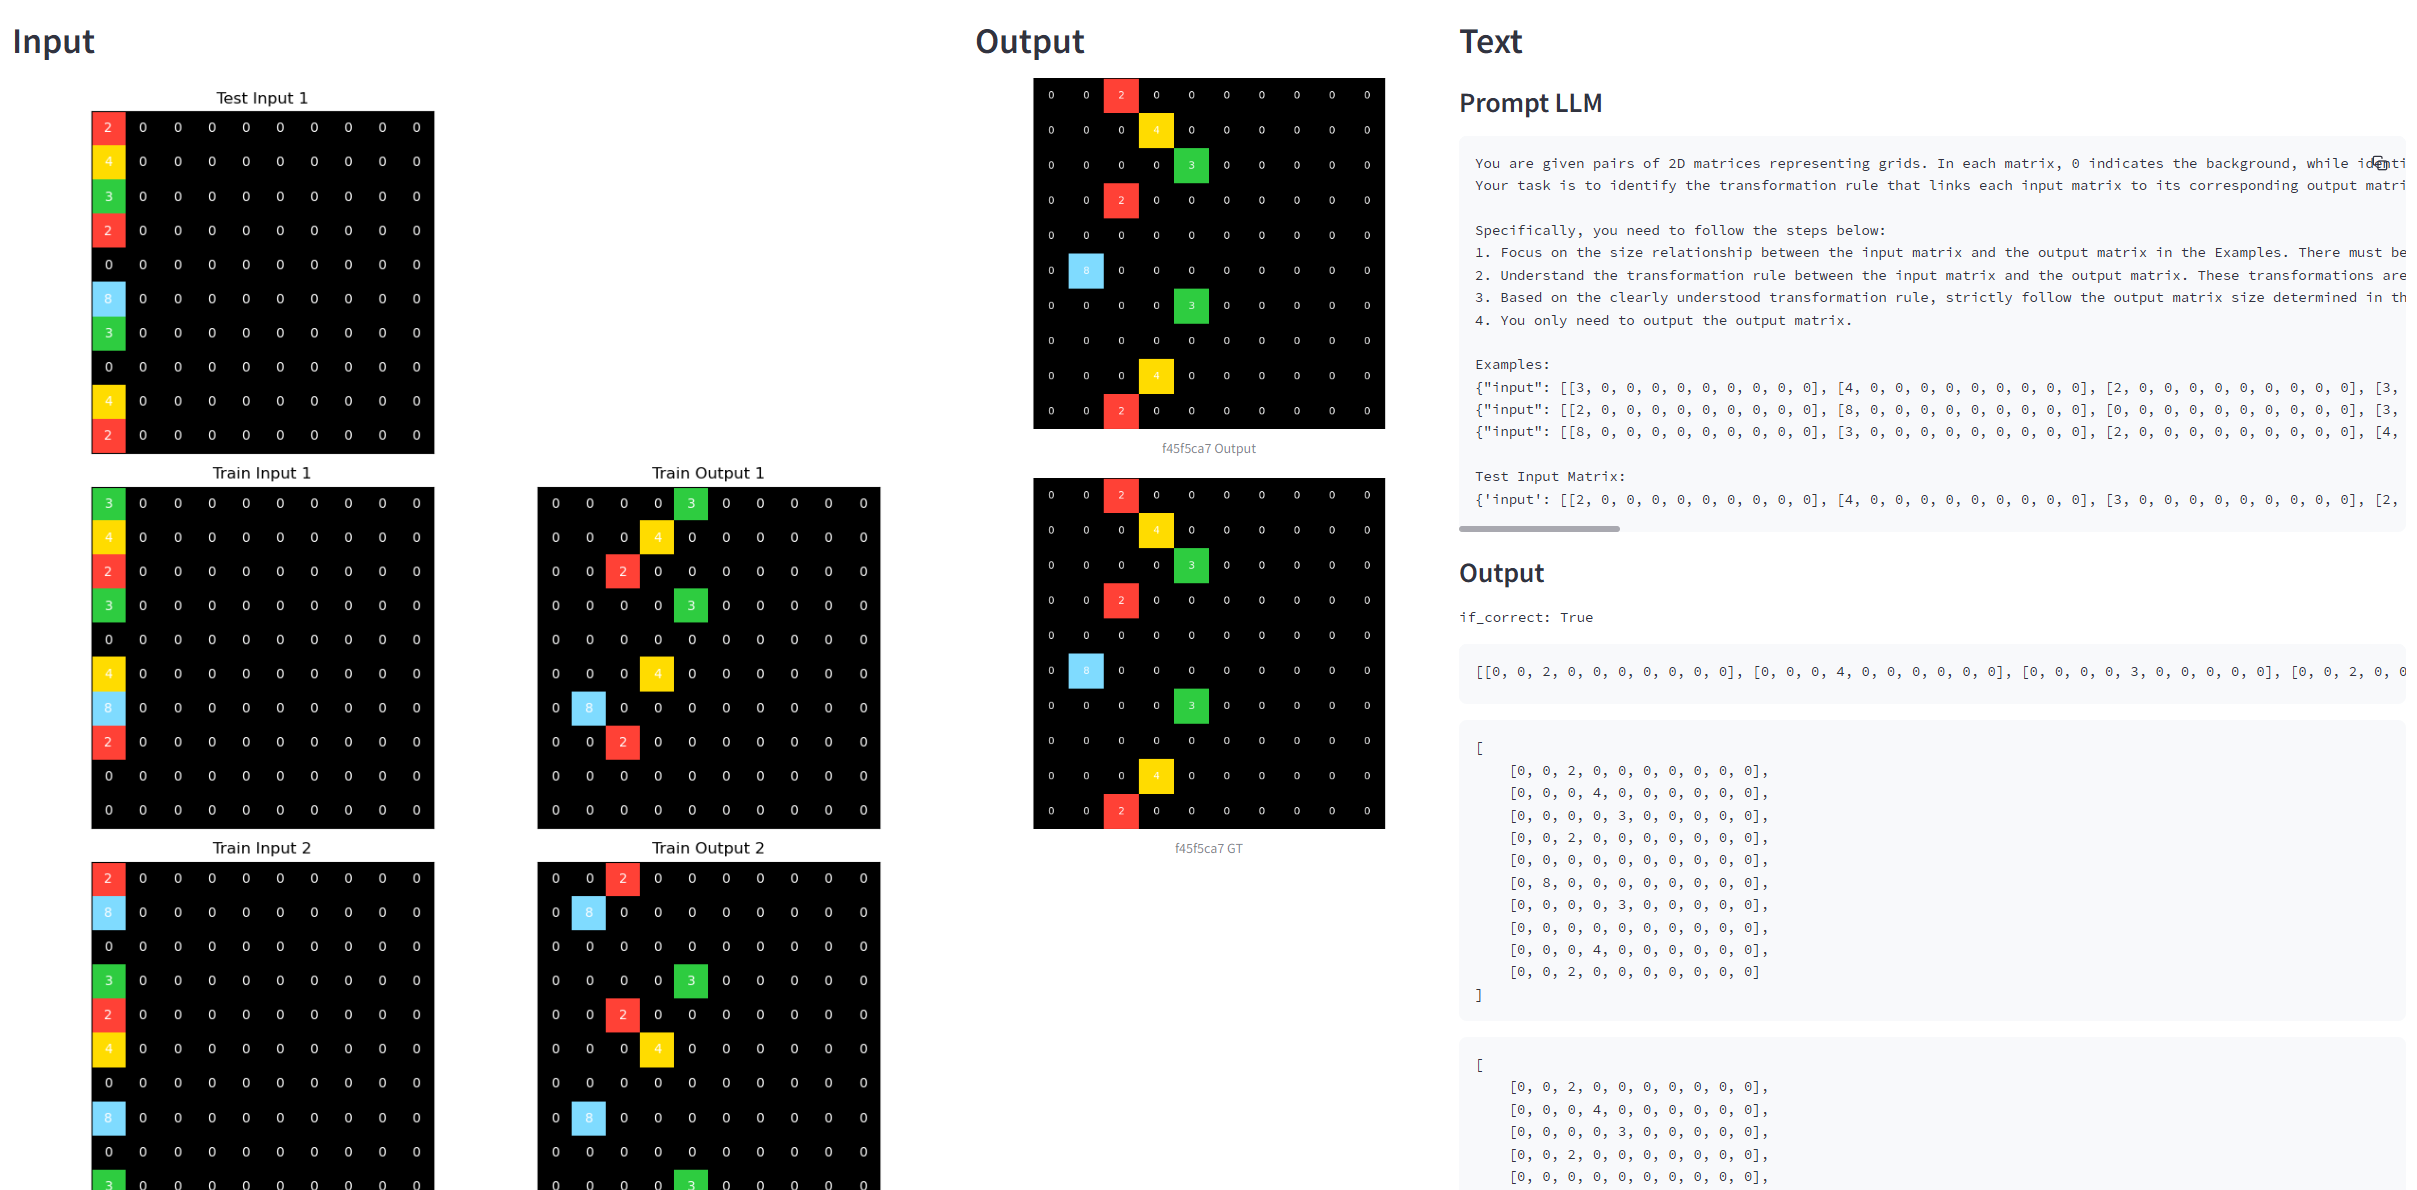 Input
Test Input 1
2 0 0 0 0 0 0 0 0 0
4 0 0 0 0 0 0 0 0 0
3 0 0 0 0 0 0 0 0 0
2 0 0 0 0 0 0 0 0 0
0 0 0 0 0 0 0 0 0 0
8 0 0 0 0 0 0 0 0 0
3 0 0 0 0 0 0 0 0 0
0 0 0 0 0 0 0 0 0 0
4 0 0 0 0 0 0 0 0 0
2 0 0 0 0 0 0 0 0 0
Train Input 1
3 0 0 0 0 0 0 0 0 0
4 0 0 0 0 0 0 0 0 0
2 0 0 0 0 0 0 0 0 0
3 0 0 0 0 0 0 0 0 0
0 0 0 0 0 0 0 0 0 0
4 0 0 0 0 0 0 0 0 0
8 0 0 0 0 0 0 0 0 0
2 0 0 0 0 0 0 0 0 0
0 0 0 0 0 0 0 0 0 0
0 0 0 0 0 0 0 0 0 0
Train Output 1
0 0 0 0 3 0 0 0 0 0
0 0 0 4 0 0 0 0 0 0
0 0 2 0 0 0 0 0 0 0
0 0 0 0 3 0 0 0 0 0
0 0 0 0 0 0 0 0 0 0
0 0 0 4 0 0 0 0 0 0
0 8 0 0 0 0 0 0 0 0
0 0 2 0 0 0 0 0 0 0
0 0 0 0 0 0 0 0 0 0
0 0 0 0 0 0 0 0 0 0
Train Input 2
2 0 0 0 0 0 0 0 0 0
8 0 0 0 0 0 0 0 0 0
0 0 0 0 0 0 0 0 0 0
3 0 0 0 0 0 0 0 0 0
2 0 0 0 0 0 0 0 0 0
4 0 0 0 0 0 0 0 0 0
0 0 0 0 0 0 0 0 0 0
8 0 0 0 0 0 0 0 0 0
0 0 0 0 0 0 0 0 0 0
3 0 0 0 0 0 0 0 0 0
Train Output 2
0 0 2 0 0 0 0 0 0 0
0 8 0 0 0 0 0 0 0 0
0 0 0 0 0 0 0 0 0 0
0 0 0 0 3 0 0 0 0 0
0 0 2 0 0 0 0 0 0 0
0 0 0 4 0 0 0 0 0 0
0 0 0 0 0 0 0 0 0 0
0 8 0 0 0 0 0 0 0 0
0 0 0 0 0 0 0 0 0 0
0 0 0 0 3 0 0 0 0 0
Output
0 0 2 0 0 0 0 0 0 0
0 0 0 4 0 0 0 0 0 0
0 0 0 0 3 0 0 0 0 0
0 0 2 0 0 0 0 0 0 0
0 0 0 0 0 0 0 0 0 0
0 8 0 0 0 0 0 0 0 0
0 0 0 0 3 0 0 0 0 0
0 0 0 0 0 0 0 0 0 0
0 0 0 4 0 0 0 0 0 0
0 0 2 0 0 0 0 0 0 0
f45f5ca7 Output
0 0 2 0 0 0 0 0 0 0
0 0 0 4 0 0 0 0 0 0
0 0 0 0 3 0 0 0 0 0
0 0 2 0 0 0 0 0 0 0
0 0 0 0 0 0 0 0 0 0
0 8 0 0 0 0 0 0 0 0
0 0 0 0 3 0 0 0 0 0
0 0 0 0 0 0 0 0 0 0
0 0 0 4 0 0 0 0 0 0
0 0 2 0 0 0 0 0 0 0
f45f5ca7 GT
Text
Prompt LLM
You are given pairs of 2D matrices representing grids. In each matrix, 0 indicates the background, while
Your task is to identify the transformation rule that links each input matrix to its corresponding output
Specifically, you need to follow the steps below:
1. Focus on the size relationship between the input matrix and the output matrix in the Examples. There must be
2. Understand the transformation rule between the input matrix and the output matrix. These transformations are
3. Based on the clearly understood transformation rule, strictly follow the output matrix size determined in
4. You only need to output the output matrix.
Examples:
{"input": [[3, 0, 0, 0, 0, 0, 0, 0, 0, 0], [4, 0, 0, 0, 0, 0, 0, 0, 0, 0], [2, 0, 0, 0, 0, 0, 0, 0, 0, 0], [3,
{"input": [[2, 0, 0, 0, 0, 0, 0, 0, 0, 0], [8, 0, 0, 0, 0, 0, 0, 0, 0, 0], [0, 0, 0, 0, 0, 0, 0, 0, 0, 0], [3,
{"input": [[8, 0, 0, 0, 0, 0, 0, 0, 0, 0], [3, 0, 0, 0, 0, 0, 0, 0, 0, 0], [2, 0, 0, 0, 0, 0, 0, 0, 0, 0], [4,
Test Input Matrix:
{'input': [[2, 0, 0, 0, 0, 0, 0, 0, 0, 0], [4, 0, 0, 0, 0, 0, 0, 0, 0, 0], [3, 0, 0, 0, 0, 0, 0, 0, 0, 0], [2,
Output
if_correct: True
[[0, 0, 2, 0, 0, 0, 0, 0, 0, 0], [0, 0, 0, 4, 0, 0, 0, 0, 0, 0], [0, 0, 0, 0, 3, 0, 0, 0, 0, 0], [0, 0, 2, 0, 0
[
[0, 0, 2, 0, 0, 0, 0, 0, 0, 0],
[0, 0, 0, 4, 0, 0, 0, 0, 0, 0],
[0, 0, 0, 0, 3, 0, 0, 0, 0, 0],
[0, 0, 2, 0, 0, 0, 0, 0, 0, 0],
[0, 0, 0, 0, 0, 0, 0, 0, 0, 0],
[0, 8, 0, 0, 0, 0, 0, 0, 0, 0],
[0, 0, 0, 0, 3, 0, 0, 0, 0, 0],
[0, 0, 0, 0, 0, 0, 0, 0, 0, 0],
[0, 0, 0, 4, 0, 0, 0, 0, 0, 0],
[0, 0, 2, 0, 0, 0, 0, 0, 0, 0]
]
[
[0, 0, 2, 0, 0, 0, 0, 0, 0, 0],
[0, 0, 0, 4, 0, 0, 0, 0, 0, 0],
[0, 0, 0, 0, 3, 0, 0, 0, 0, 0],
[0, 0, 2, 0, 0, 0, 0, 0, 0, 0],
[0, 0, 0, 0, 0, 0, 0, 0, 0, 0],